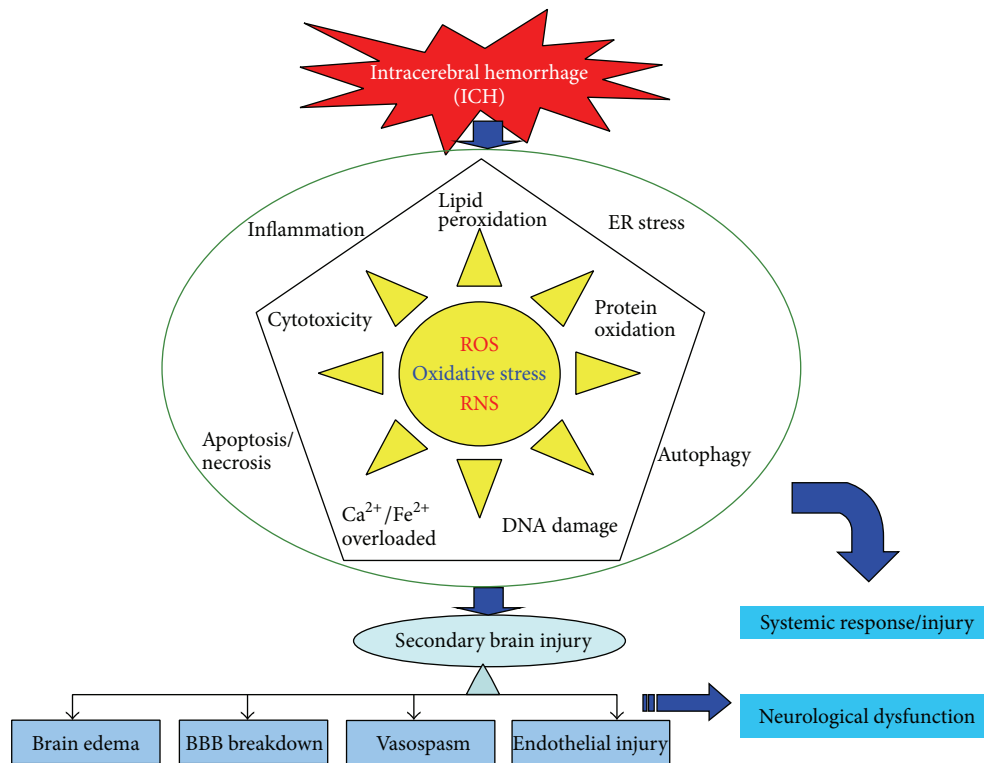 Intracerebral hemorrhage
(ICH)
Lipid
peroxidation
Inflammation
ER stress
Cytotoxicity
Protein
oxidation
ROS
Oxidative stress
RNS
Apoptosis/
necrosis
Autophagy
Ca²⁺/Fe²⁺
overloaded
DNA damage
Systemic response/injury
Secondary brain injury
Neurological dysfunction
Brain edema
BBB breakdown
Vasospasm
Endothelial injury